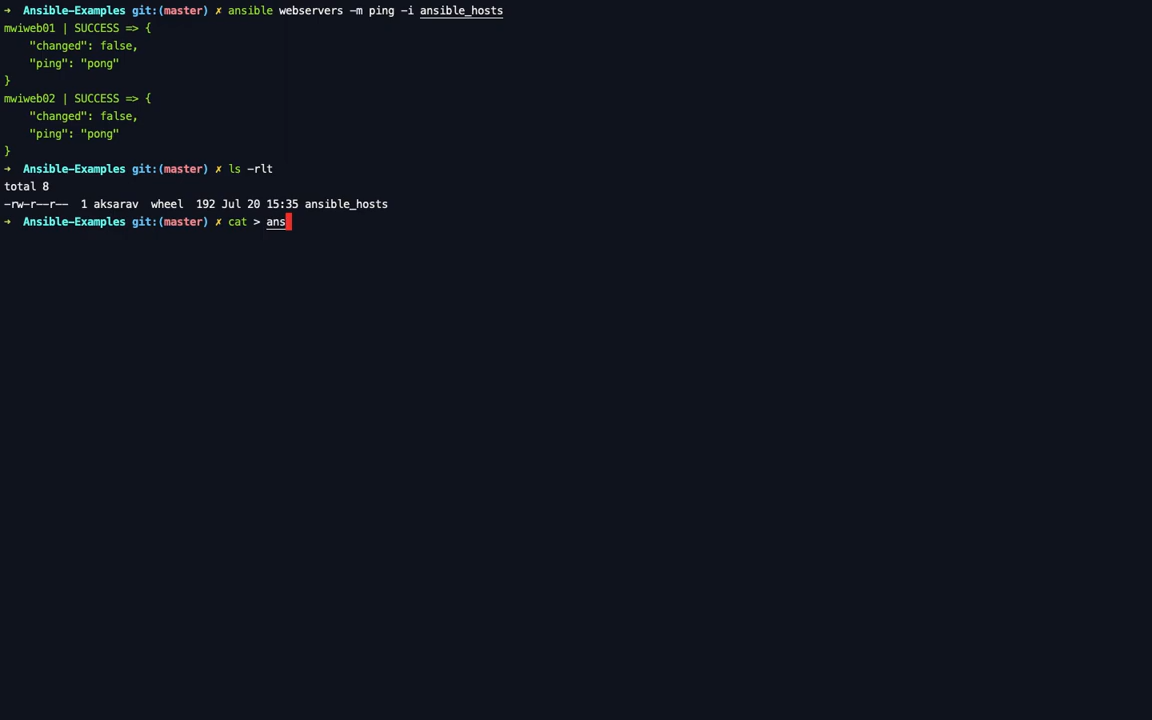 → Ansible-Examples git:(master) ✗ ansible webservers -m ping -i ansible_hosts
mwiweb01 | SUCCESS => {
    "changed": false,
    "ping": "pong"
}
mwiweb02 | SUCCESS => {
    "changed": false,
    "ping": "pong"
}
→ Ansible-Examples git:(master) ✗ ls -rlt
total 8
-rw-r--r--  1 aksarav  wheel  192 Jul 20 15:35 ansible_hosts
→ Ansible-Examples git:(master) ✗ cat > ans